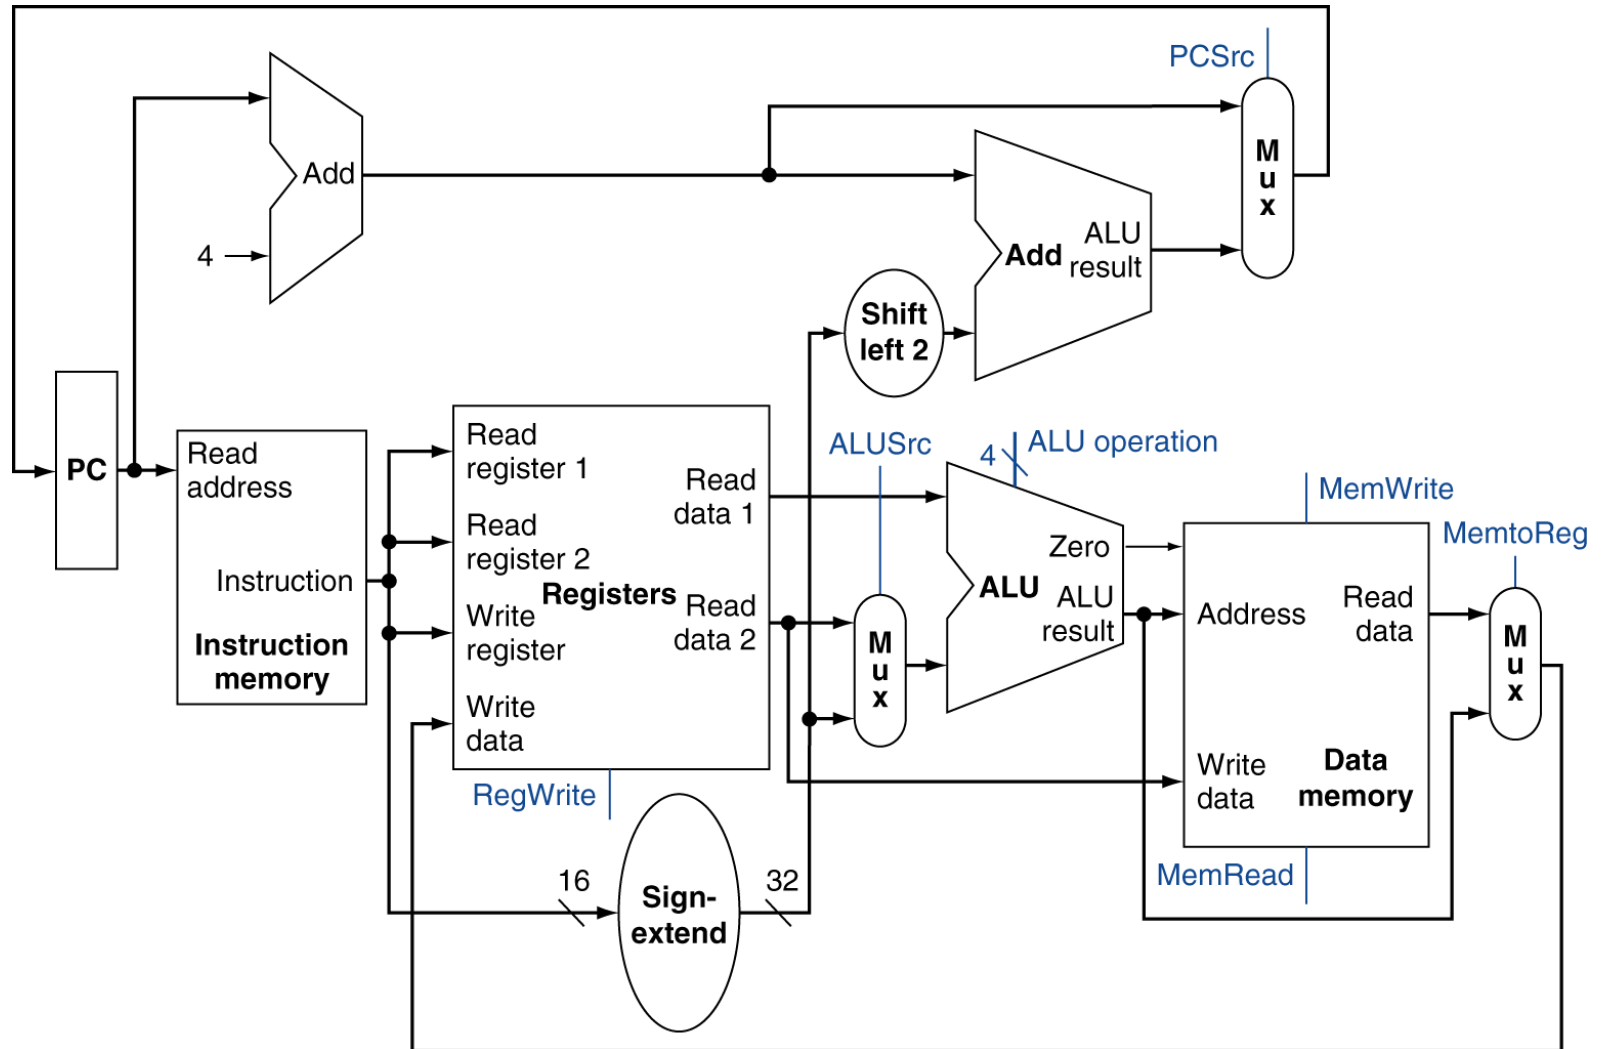 PCSrc
M
u
x
Add
4
ALU
Add result
Shift
left 2
PC
Read
address
Instruction
Instruction
memory
Read
register 1
Read
register 2
Write
register
Write
data
Registers
Read
data 1
Read
data 2
RegWrite
16
Sign-
extend
32
ALUSrc
M
u
x
4
ALU operation
Zero
ALU
ALU
result
MemWrite
Address
Read
data
Write
data
Data
memory
MemRead
MemtoReg
M
u
x